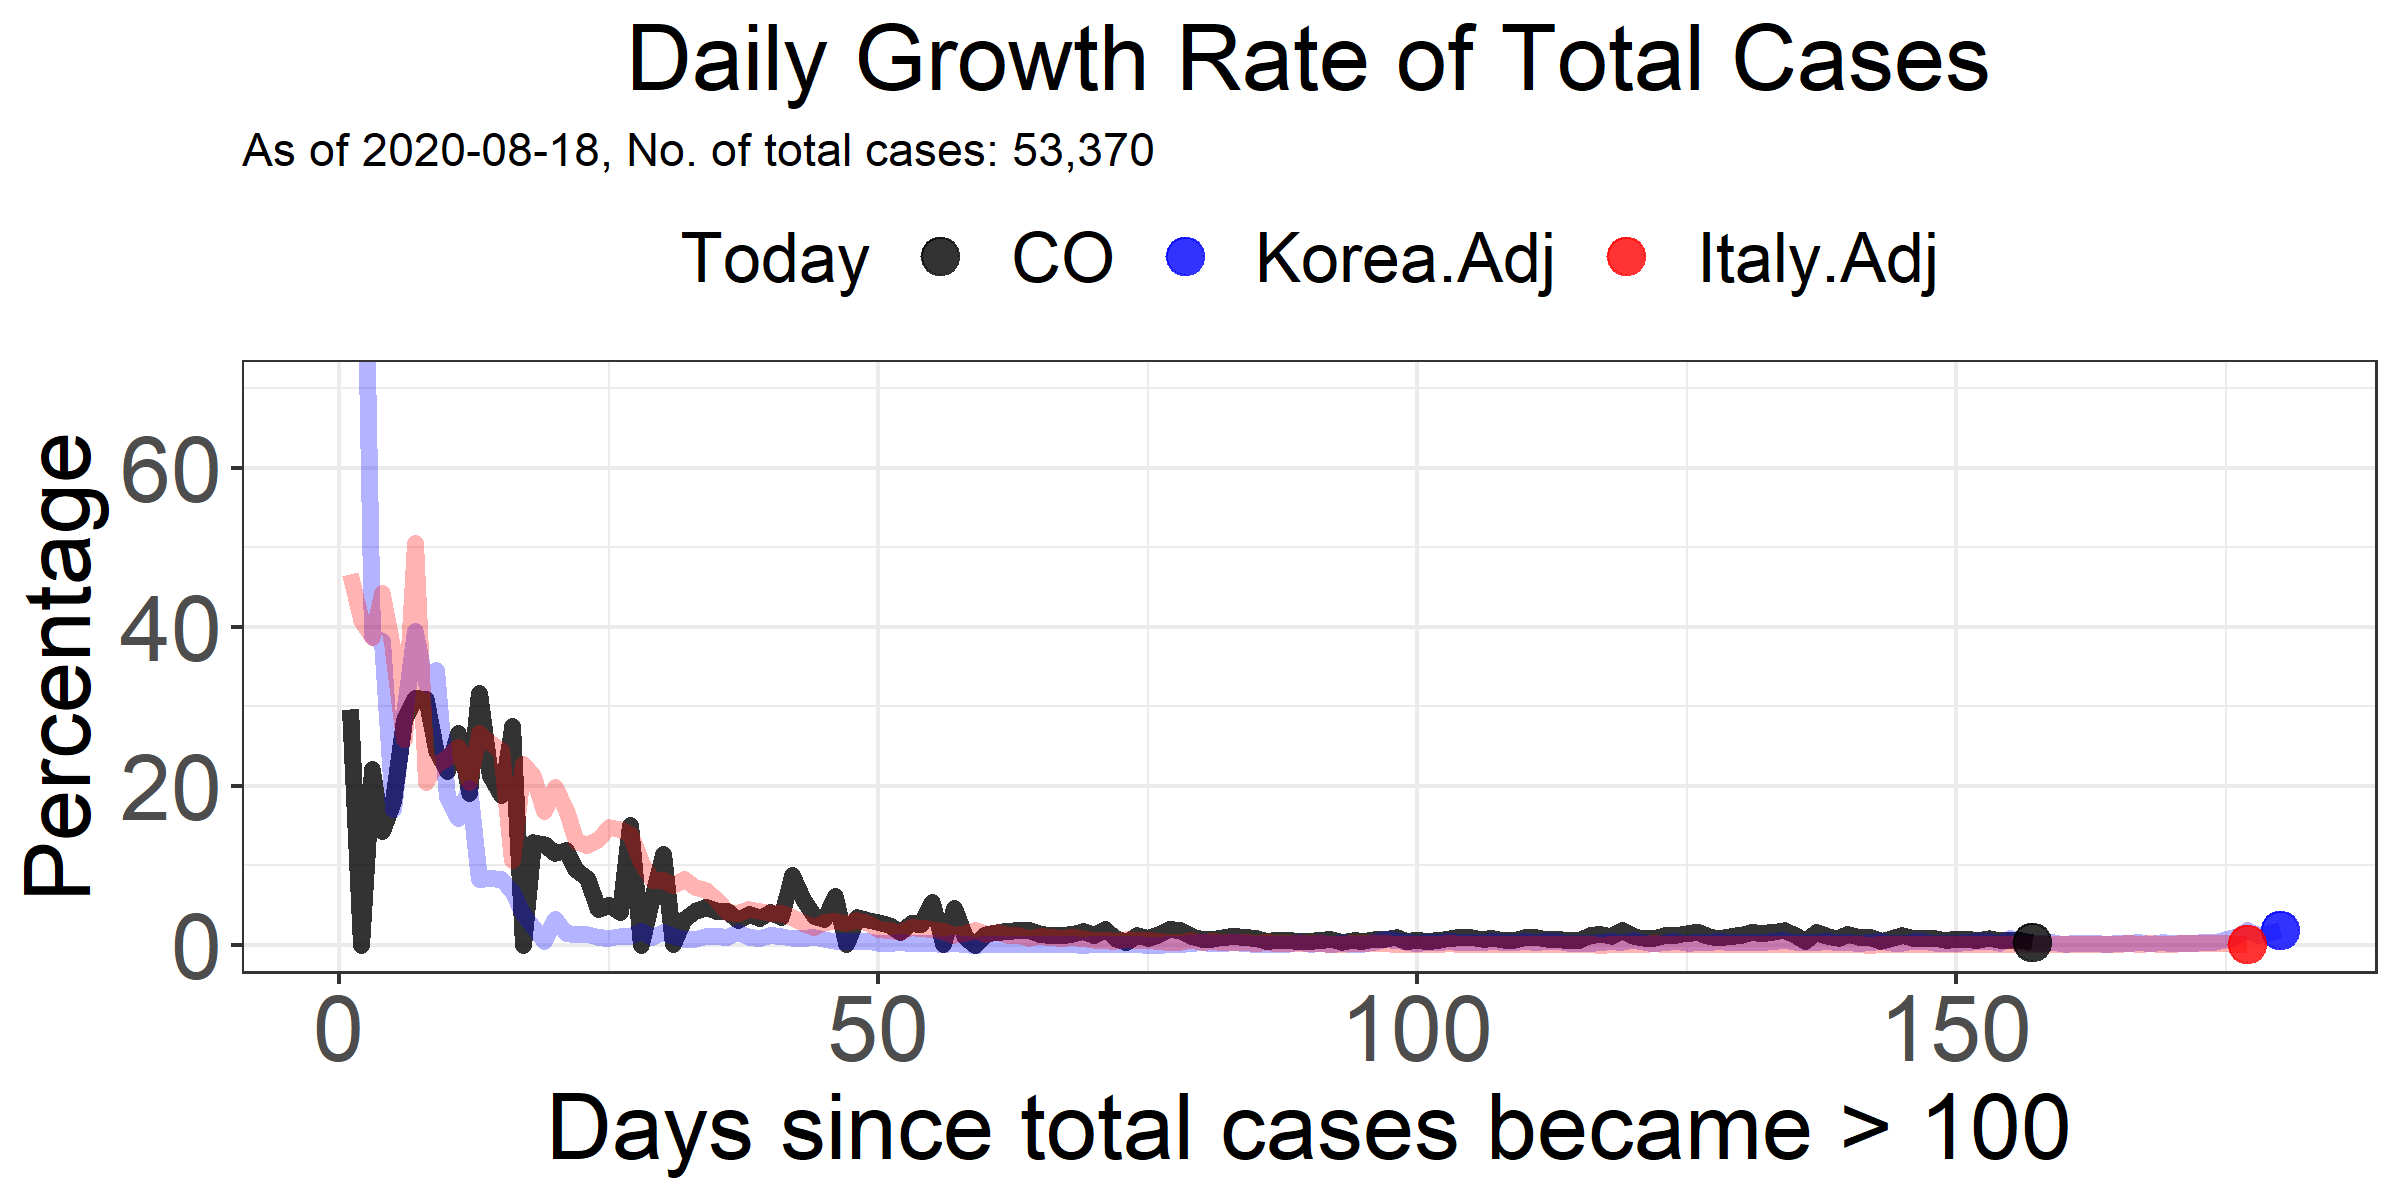 Daily Growth Rate of Total Cases
As of 2020-08-18, No. of total cases: 53,370
Today CO Korea.Adj Italy.Adj
Percentage
60
40
20
0
0 50 100 150
Days since total cases became > 100